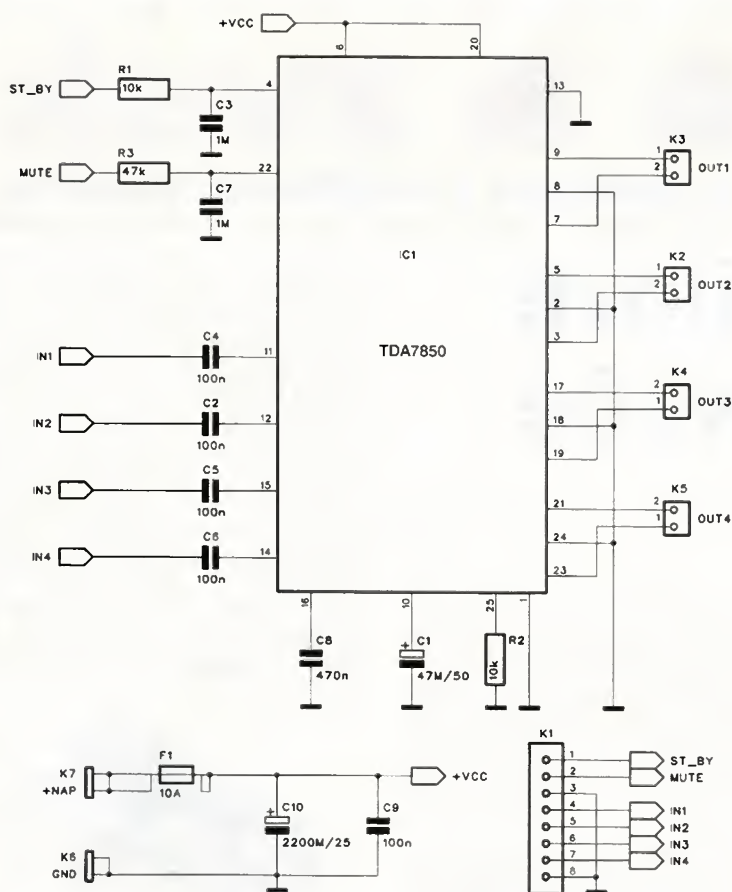 +VCC
6
20
R1
10k
ST_BY
4
C3
1M
13
R3
47k
MUTE
22
C7
1M
K3
9
1
2
OUT1
8
7
IC1
K2
5
1
2
OUT2
2
3
TDA7850
C4
IN1
11
100n
K4
17
2
1
OUT3
C2
IN2
12
100n
18
19
C5
IN3
15
100n
K5
21
2
1
OUT4
C6
IN4
14
100n
24
23
16
10
25
1
C8
470n
+
C1
47M/50
R2
10k
K1
F1
10A
K7
+NAP
+VCC
1
ST_BY
2
MUTE
3
4
IN1
5
IN2
6
IN3
7
IN4
8
+
C10
2200M/25
C9
100n
K6
GND